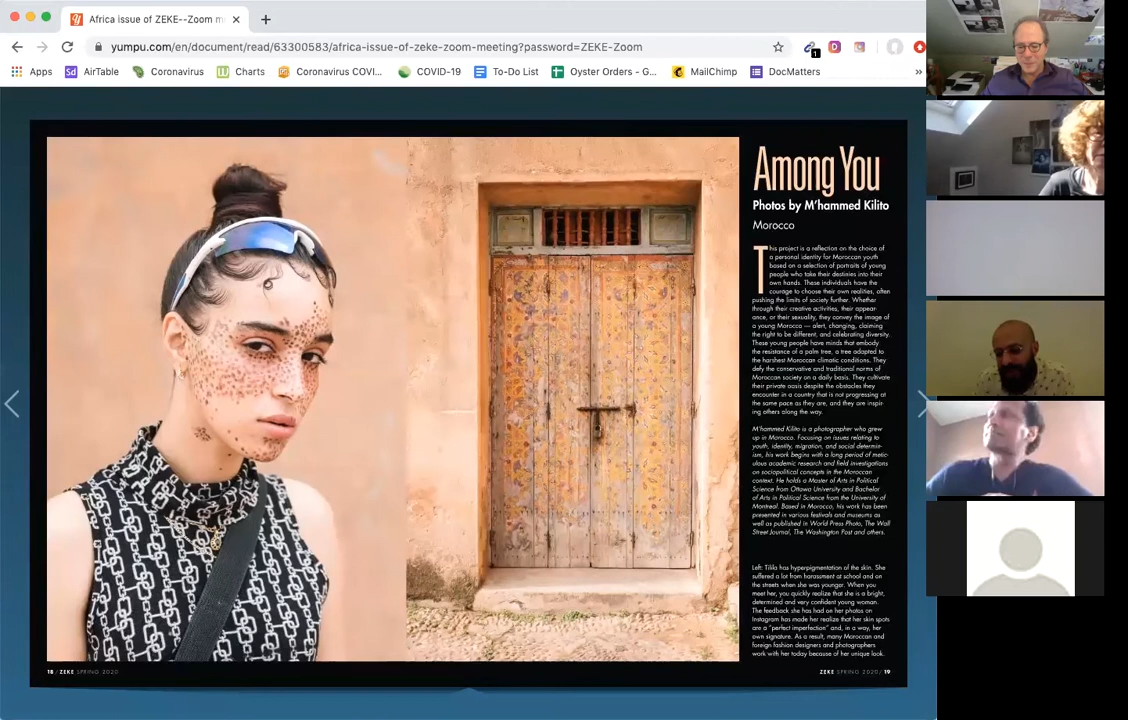 Africa issue of ZEKE--Zoom m
yumpu.com/en/document/read/63300583/africa-issue-of-zeke-zoom-meeting?password=ZEKE-Zoom
1
Apps
Sd AirTable
Coronavirus
Charts
Coronavirus COVI...
COVID-19
To-Do List
Oyster Orders - G...
MailChimp
DocMatters
»
Among You
Photos by M'hammed Kilito
Morocco
This project is a reflection on the choice of
a personal identity for Moroccan youth
based on a selection of portraits of young
people who take their destinies into their
own hands. These individuals have the
courage to choose their own realities, often
pushing the limits of society further. Whether
through their creative activities, their appear-
ance, or their sexuality, they convey the image of
a young Morocco — alert, changing, claiming
the right to be different, and celebrating diversity.
These young people have minds that embody
the resistance of a palm tree, a tree adapted to
the harshest Moroccan climatic conditions. They
defy the conservative and traditional norms of
Moroccan society on a daily basis. They cultivate
their private oasis despite the obstacles they
encounter in a country that is not progressing at
the same pace as they are, and they are inspir-
ing others along the way.
M'hammed Kilito is a photographer who grew
up in Morocco. Focusing on issues relating to
youth, identity, migration, and social determin-
ism, his work begins with a long period of metic-
ulous academic research and field investigations
on sociopolitical concepts in the Moroccan
context. He holds a Master of Arts in Political
Science from Ottawa University and Bachelor
of Arts in Political Science from the University of
Montreal. Based in Morocco, his work has been
presented in various festivals and museums as
well as published in World Press Photo, The Wall
Street Journal, The Washington Post and others.
Left: Tilila has hyperpigmentation of the skin. She
suffered a lot from harassment at school and on
the streets when she was younger. When you
meet her, you quickly realize that she is a bright,
determined and very confident young woman.
The feedback she has had on her photos on
Instagram has made her realize that her skin spots
are a "perfect imperfection" and, in a way, her
own signature. As a result, many Moroccan and
foreign fashion designers and photographers
work with her today because of her unique look.
18 / ZEKE SPRING 2020
ZEKE SPRING 2020/ 19